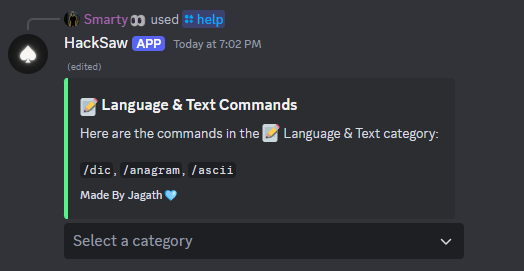 Smarty👀 used help
HackSaw APP Today at 7:02 PM
(edited)
📝 Language & Text Commands
Here are the commands in the 📝 Language & Text category:
/dic, /anagram, /ascii
Made By Jagath🩵
Select a category